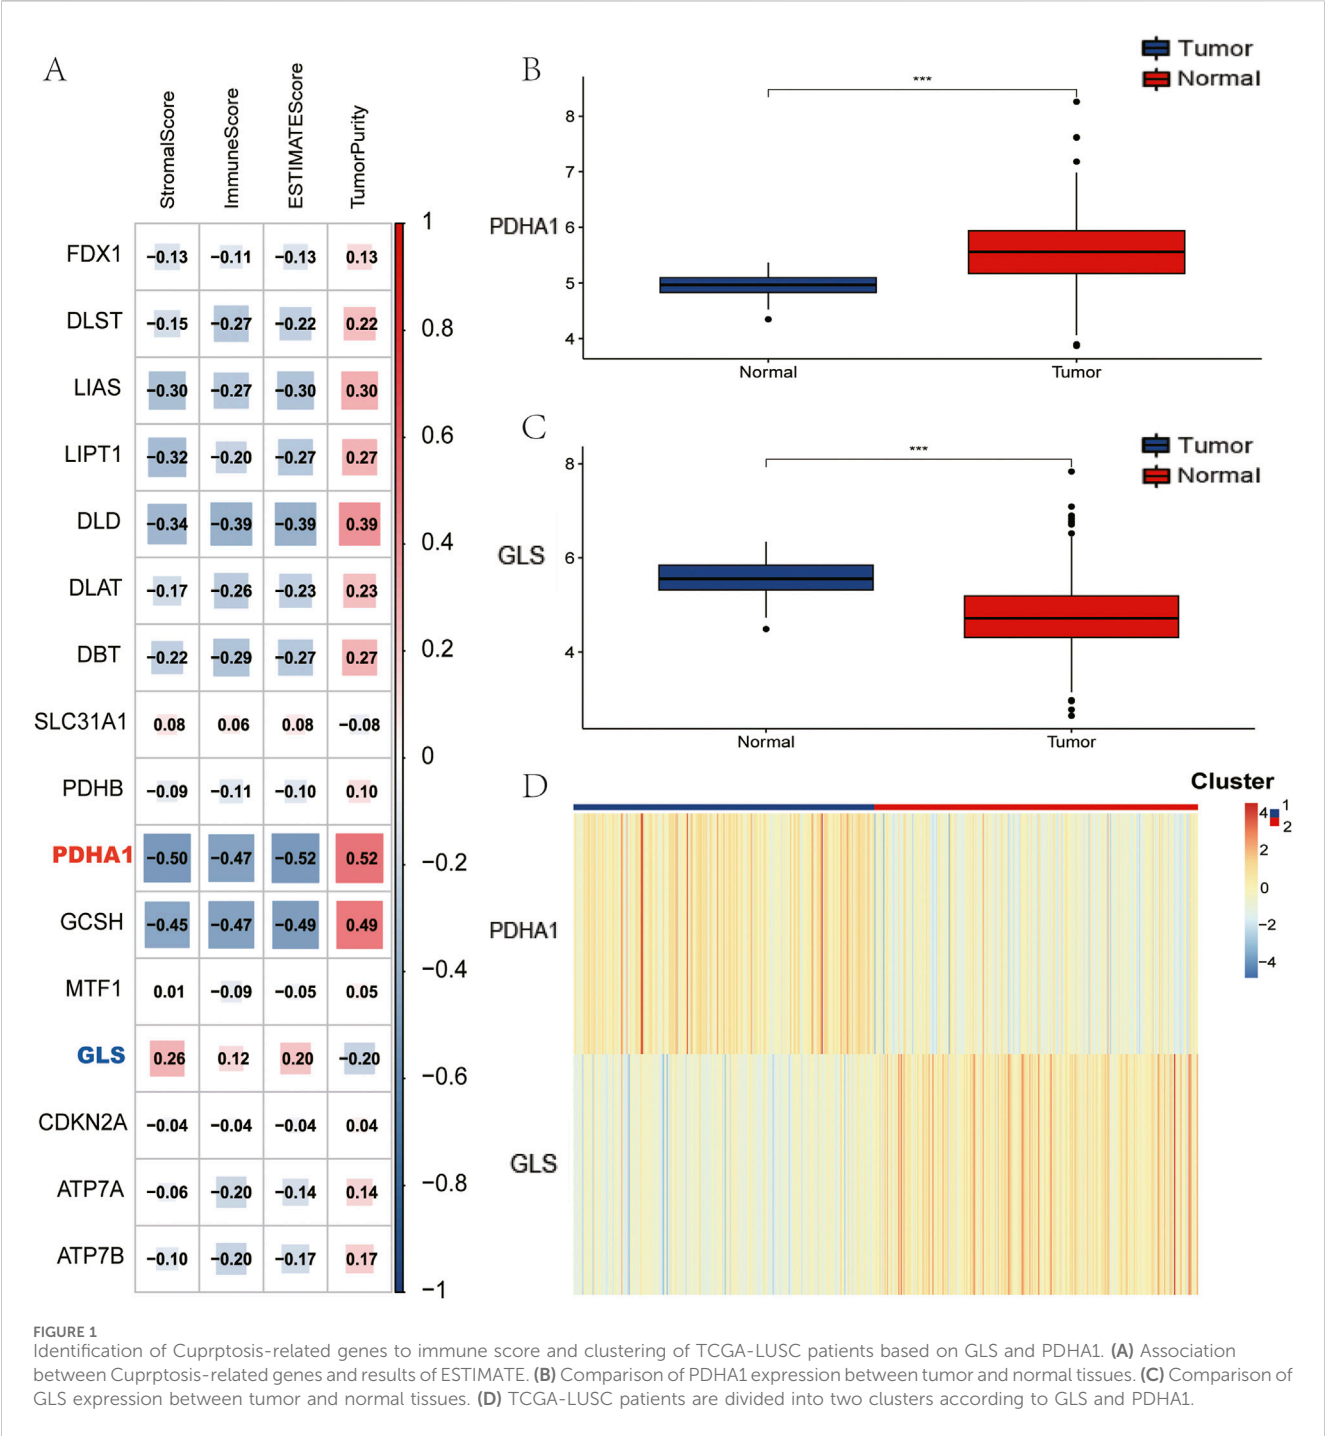 A
StromalScore
ImmuneScore
ESTIMATEScore
TumorPurity
FDX1 −0.13 −0.11 −0.13 0.13
DLST −0.15 −0.27 −0.22 0.22
LIAS −0.30 −0.27 −0.30 0.30
LIPT1 −0.32 −0.20 −0.27 0.27
DLD −0.34 −0.39 −0.39 0.39
DLAT −0.17 −0.26 −0.23 0.23
DBT −0.22 −0.29 −0.27 0.27
SLC31A1 0.08 0.06 0.08 −0.08
PDHB −0.09 −0.11 −0.10 0.10
PDHA1 −0.50 −0.47 −0.52 0.52
GCSH −0.45 −0.47 −0.49 0.49
MTF1 0.01 −0.09 −0.05 0.05
GLS 0.26 0.12 0.20 −0.20
CDKN2A −0.04 −0.04 −0.04 0.04
ATP7A −0.06 −0.20 −0.14 0.14
ATP7B −0.10 −0.20 −0.17 0.17
1
0.8
0.6
0.4
0.2
0
−0.2
−0.4
−0.6
−0.8
−1
B
Tumor
Normal
***
PDHA1
8
7
6
5
4
Normal Tumor
C
Tumor
Normal
***
GLS
8
6
4
Normal Tumor
D
Cluster
1
2
4
2
0
−2
−4
PDHA1
GLS
FIGURE 1
Identification of Cuprptosis-related genes to immune score and clustering of TCGA-LUSC patients based on GLS and PDHA1. (A) Association
between Cuprptosis-related genes and results of ESTIMATE. (B) Comparison of PDHA1 expression between tumor and normal tissues. (C) Comparison of
GLS expression between tumor and normal tissues. (D) TCGA-LUSC patients are divided into two clusters according to GLS and PDHA1.